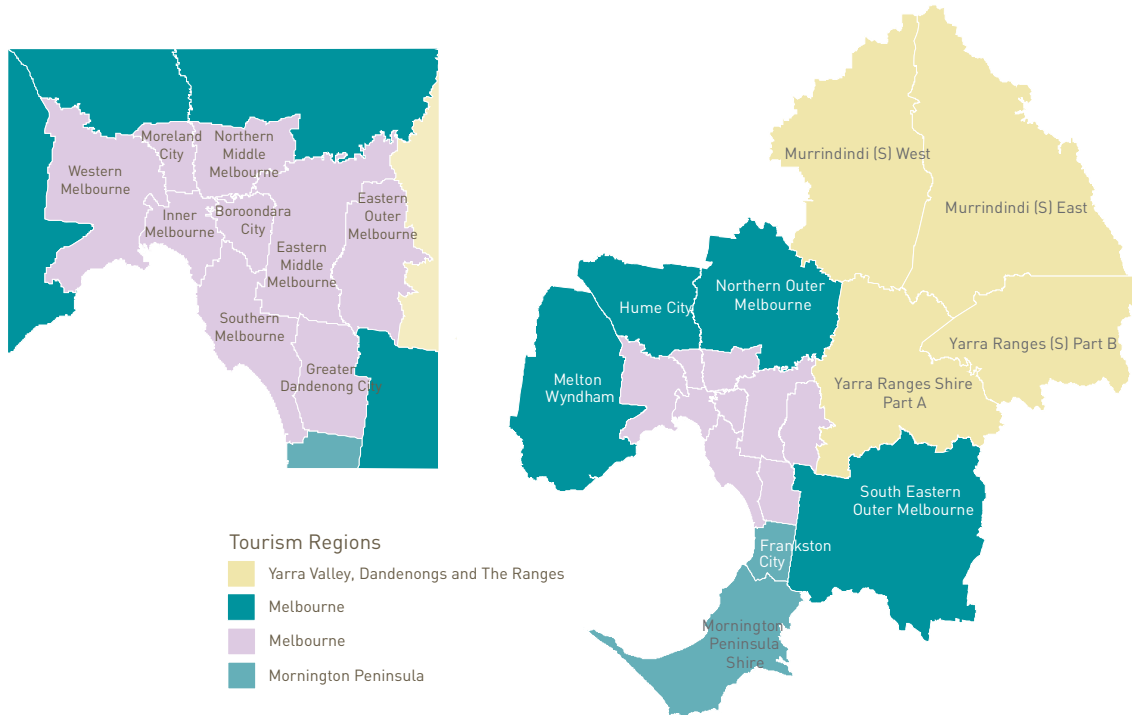 Moreland
City
Northern
Middle
Melbourne
Western
Melbourne
Inner
Melbourne
Boroondara
City
Eastern
Outer
Melbourne
Eastern
Middle
Melbourne
Southern
Melbourne
Greater
Dandenong City
Murrindindi (S) West
Murrindindi (S) East
Northern Outer
Melbourne
Hume City
Yarra Ranges (S) Part B
Melton
Wyndham
Yarra Ranges Shire
Part A
South Eastern
Outer Melbourne
Frankston
City
Mornington
Peninsula
Shire
Tourism Regions
Yarra Valley, Dandenongs and The Ranges
Melbourne
Melbourne
Mornington Peninsula